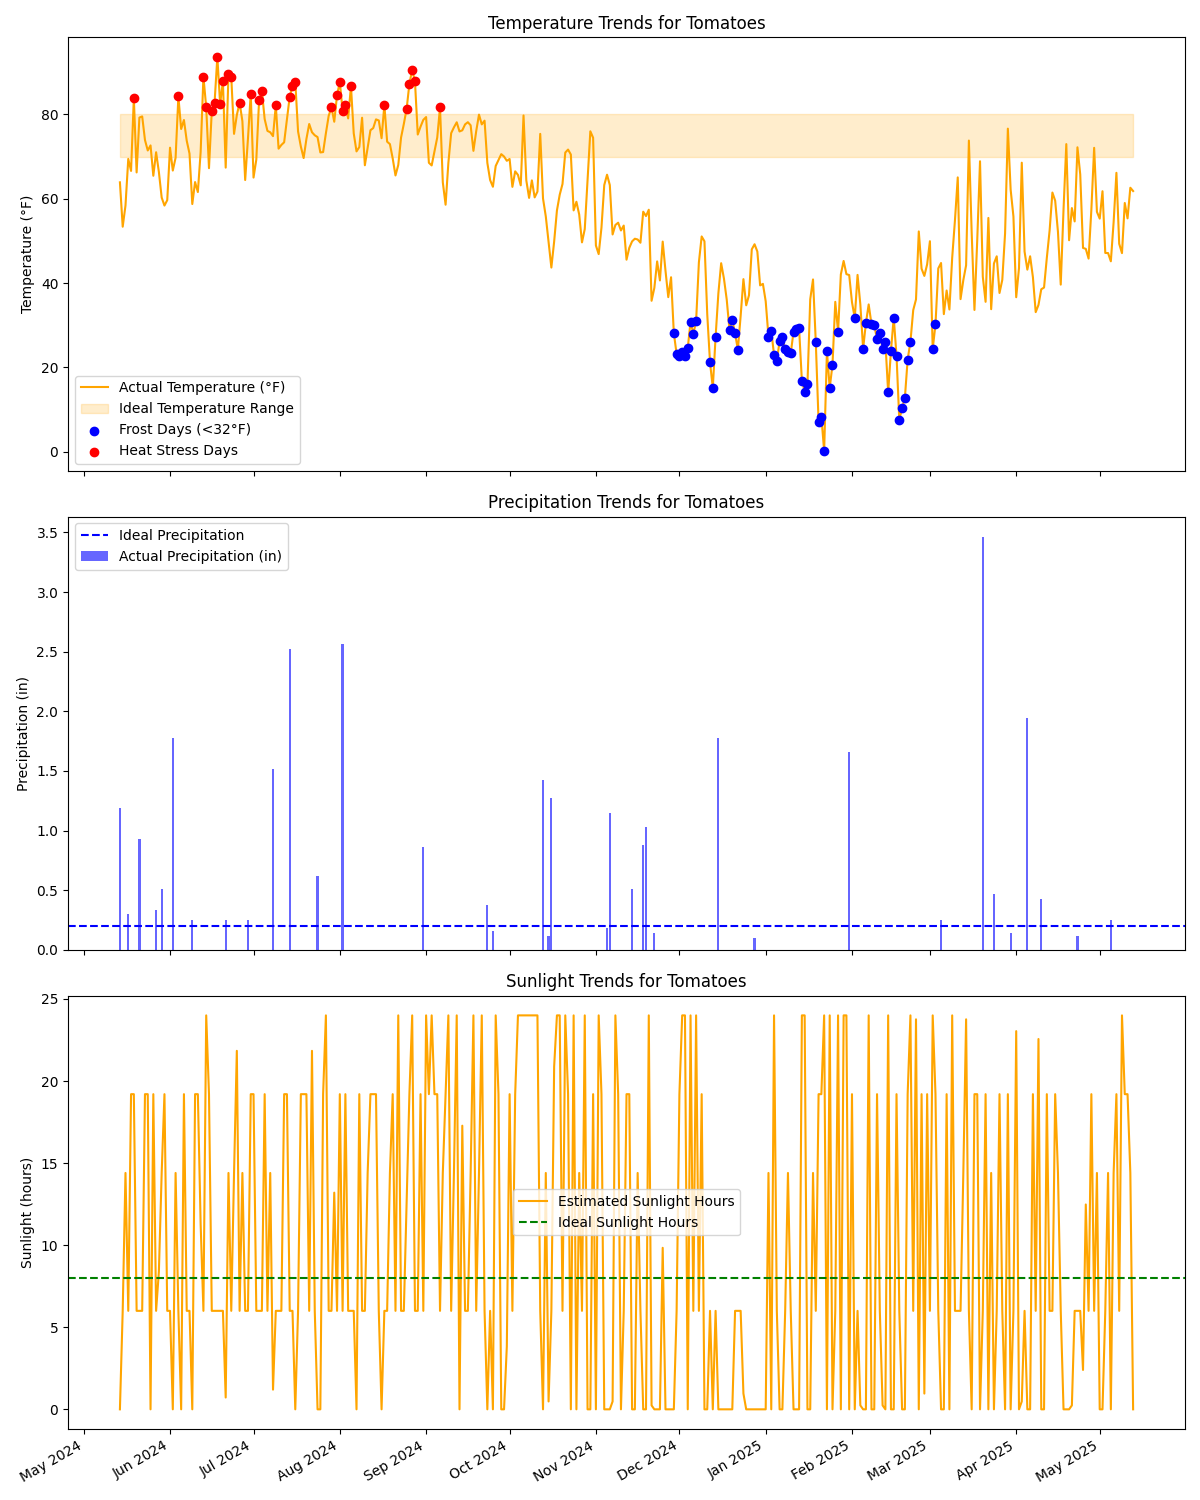 Temperature Trends for Tomatoes
Temperature (°F)
80
60
40
20
0
Actual Temperature (°F)
Ideal Temperature Range
Frost Days (<32°F)
Heat Stress Days
Precipitation Trends for Tomatoes
Precipitation (in)
3.5
3.0
2.5
2.0
1.5
1.0
0.5
0.0
Ideal Precipitation
Actual Precipitation (in)
Sunlight Trends for Tomatoes
Sunlight (hours)
25
20
15
10
5
0
Estimated Sunlight Hours
Ideal Sunlight Hours
May 2024
Jun 2024
Jul 2024
Aug 2024
Sep 2024
Oct 2024
Nov 2024
Dec 2024
Jan 2025
Feb 2025
Mar 2025
Apr 2025
May 2025